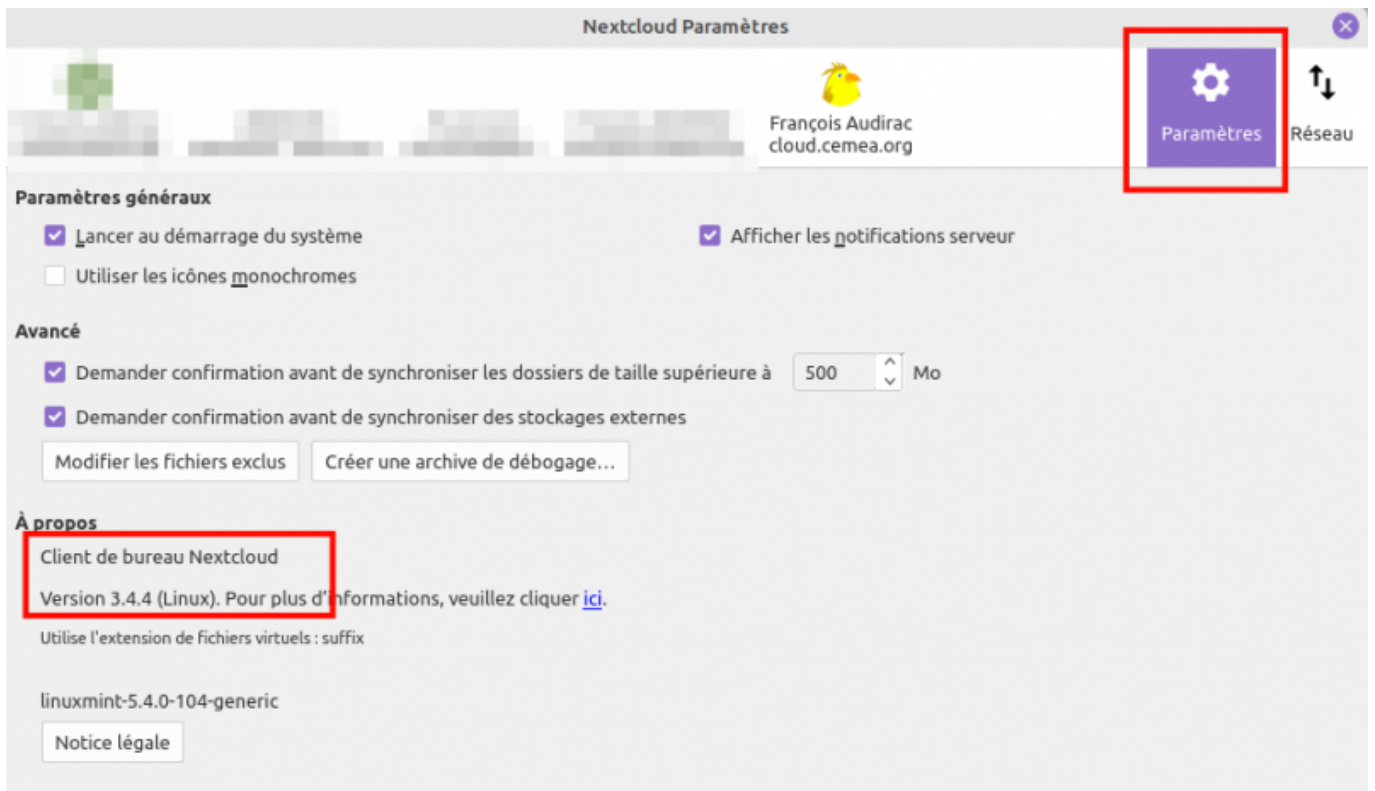 Nextcloud Paramètres
François Audirac
cloud.cemea.org
Paramètres
Réseau
Paramètres généraux
Lancer au démarrage du système
Afficher les notifications serveur
Utiliser les icônes monochromes
Avancé
Demander confirmation avant de synchroniser les dossiers de taille supérieure à 500 Mo
Demander confirmation avant de synchroniser des stockages externes
Modifier les fichiers exclus
Créer une archive de débogage…
À propos
Client de bureau Nextcloud
Version 3.4.4 (Linux). Pour plus d’informations, veuillez cliquer ici.
Utilise l'extension de fichiers virtuels : suffix
linuxmint-5.4.0-104-generic
Notice légale